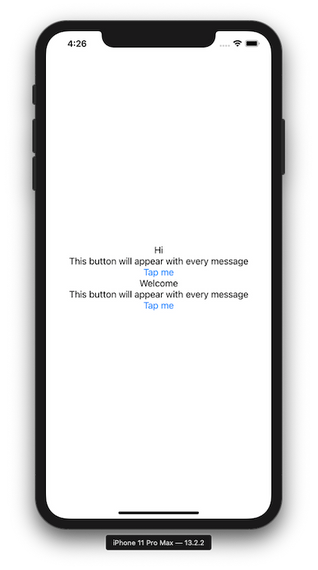 4:26
Hi
This button will appear with every message
Tap me
Welcome
This button will appear with every message
Tap me
iPhone 11 Pro Max — 13.2.2